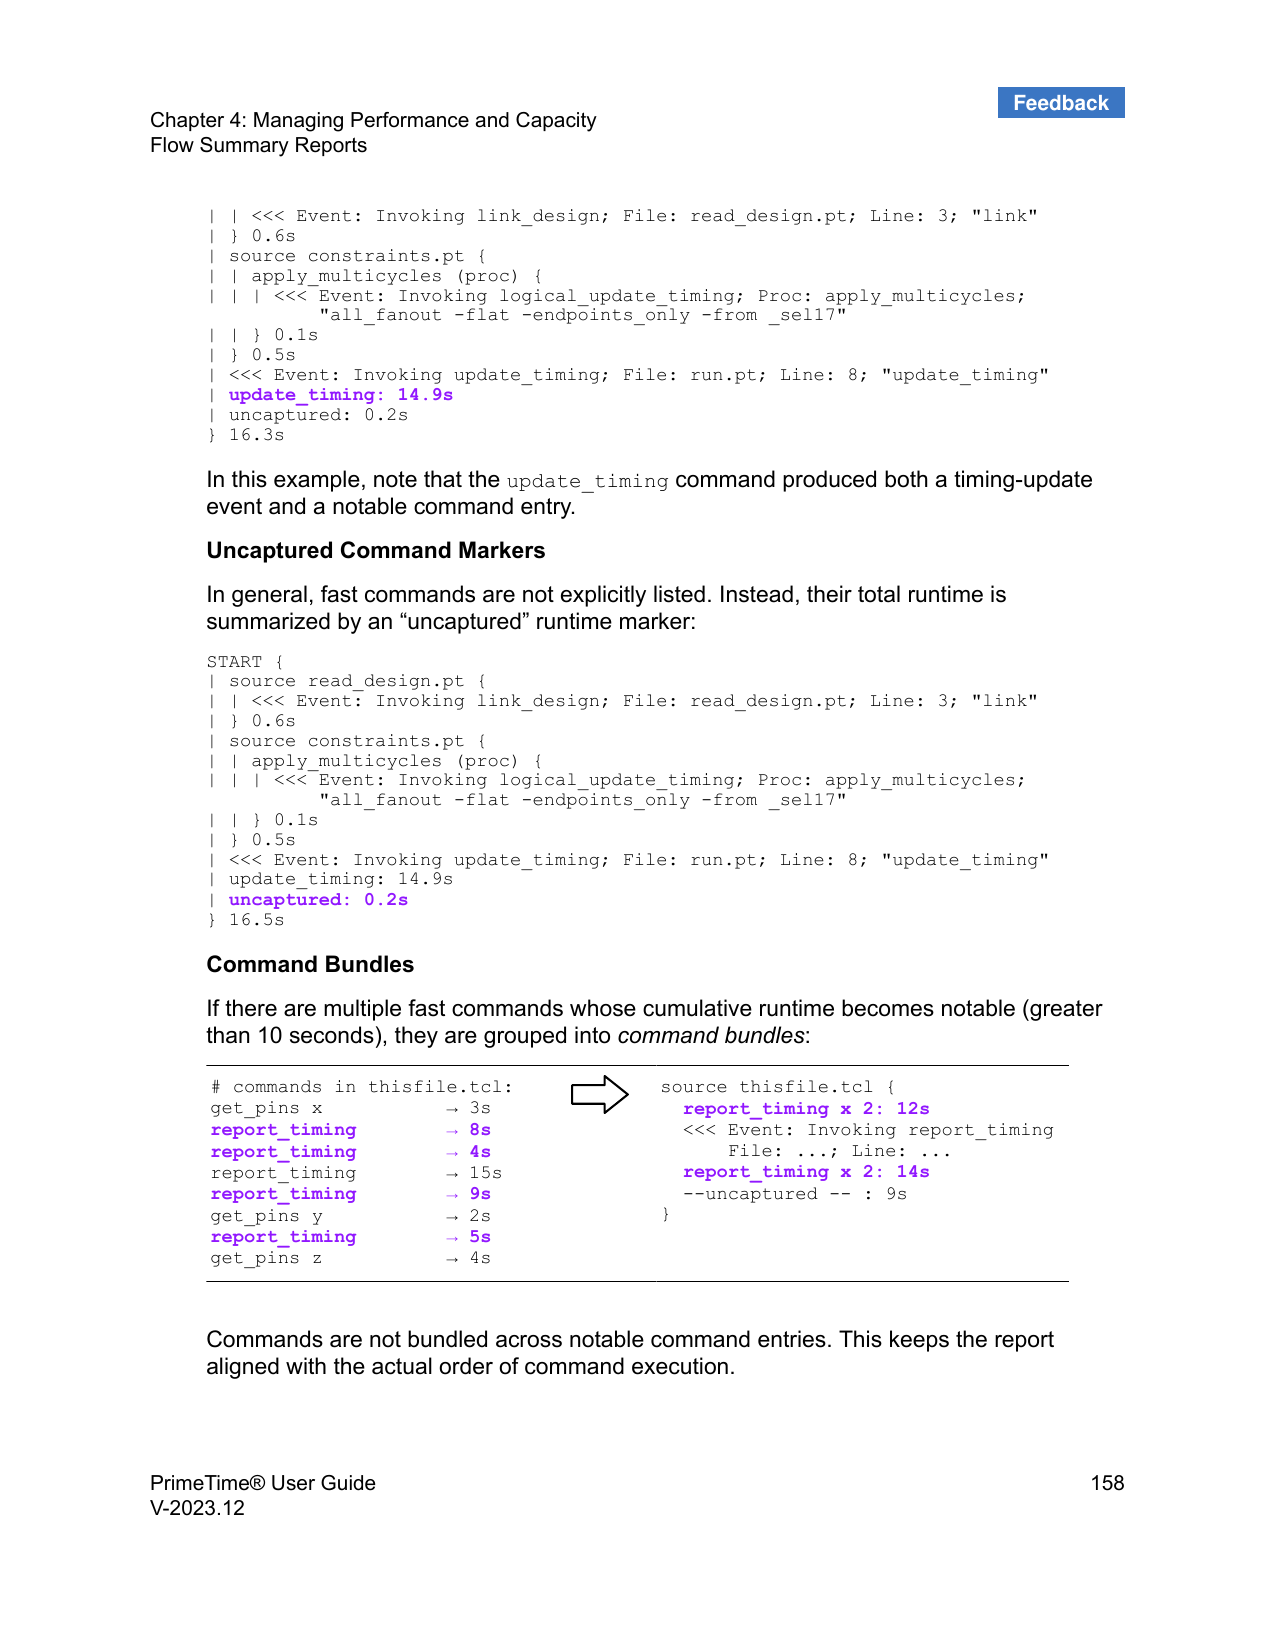 Feedback
Chapter 4: Managing Performance and Capacity
Flow Summary Reports
| | <<< Event: Invoking link_design; File: read_design.pt; Line: 3; "link"
| } 0.6s
| source constraints.pt {
| | apply_multicycles (proc) {
| | | <<< Event: Invoking logical_update_timing; Proc: apply_multicycles;
"all_fanout -flat -endpoints_only -from _sel17"
| | } 0.1s
| } 0.5s
| <<< Event: Invoking update_timing; File: run.pt; Line: 8; "update_timing"
| update_timing: 14.9s
| uncaptured: 0.2s
} 16.3s
In this example, note that the update_timing command produced both a timing-update
event and a notable command entry.
Uncaptured Command Markers
In general, fast commands are not explicitly listed. Instead, their total runtime is
summarized by an “uncaptured” runtime marker:
START {
| source read_design.pt {
| | <<< Event: Invoking link_design; File: read_design.pt; Line: 3; "link"
| } 0.6s
| source constraints.pt {
| | apply_multicycles (proc) {
| | | <<< Event: Invoking logical_update_timing; Proc: apply_multicycles;
"all_fanout -flat -endpoints_only -from _sel17"
| | } 0.1s
| } 0.5s
| <<< Event: Invoking update_timing; File: run.pt; Line: 8; "update_timing"
| update_timing: 14.9s
| uncaptured: 0.2s
} 16.5s
Command Bundles
If there are multiple fast commands whose cumulative runtime becomes notable (greater
than 10 seconds), they are grouped into command bundles:
# commands in thisfile.tcl:
get_pins x → 3s
report_timing → 8s
report_timing → 4s
report_timing → 15s
report_timing → 9s
get_pins y → 2s
report_timing → 5s
get_pins z → 4s
source thisfile.tcl {
report_timing x 2: 12s
<<< Event: Invoking report_timing
File: ...; Line: ...
report_timing x 2: 14s
--uncaptured -- : 9s
}
Commands are not bundled across notable command entries. This keeps the report
aligned with the actual order of command execution.
PrimeTime® User Guide
158
V-2023.12